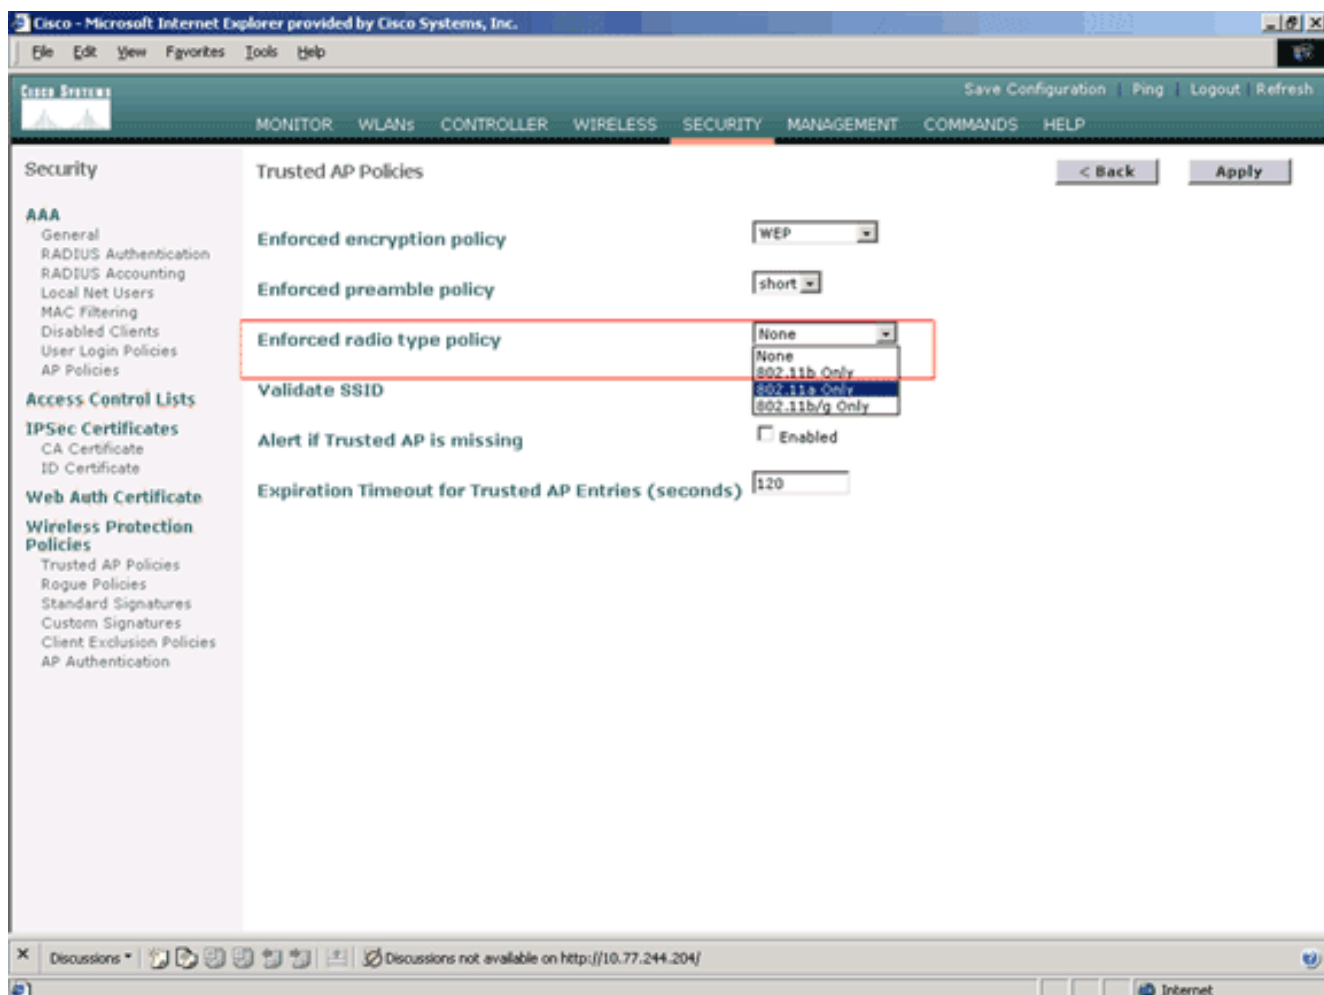 Cisco - Microsoft Internet Explorer provided by Cisco Systems, Inc.
File Edit View Favorites Tools Help
CISCO SYSTEMS
Save Configuration | Ping | Logout | Refresh
MONITOR WLANs CONTROLLER WIRELESS SECURITY MANAGEMENT COMMANDS HELP
Security
Trusted AP Policies
< Back
Apply
AAA
General
RADIUS Authentication
RADIUS Accounting
Local Net Users
MAC Filtering
Disabled Clients
User Login Policies
AP Policies
Access Control Lists
IPSec Certificates
CA Certificate
ID Certificate
Web Auth Certificate
Wireless Protection
Policies
Trusted AP Policies
Rogue Policies
Standard Signatures
Custom Signatures
Client Exclusion Policies
AP Authentication
Enforced encryption policy WEP
Enforced preamble policy short
Enforced radio type policy None
None
802.11b Only
802.11a Only
802.11b/g Only
Validate SSID
Alert if Trusted AP is missing Enabled
Expiration Timeout for Trusted AP Entries (seconds) 120
Discussions Discussions not available on http://10.77.244.204/
Internet